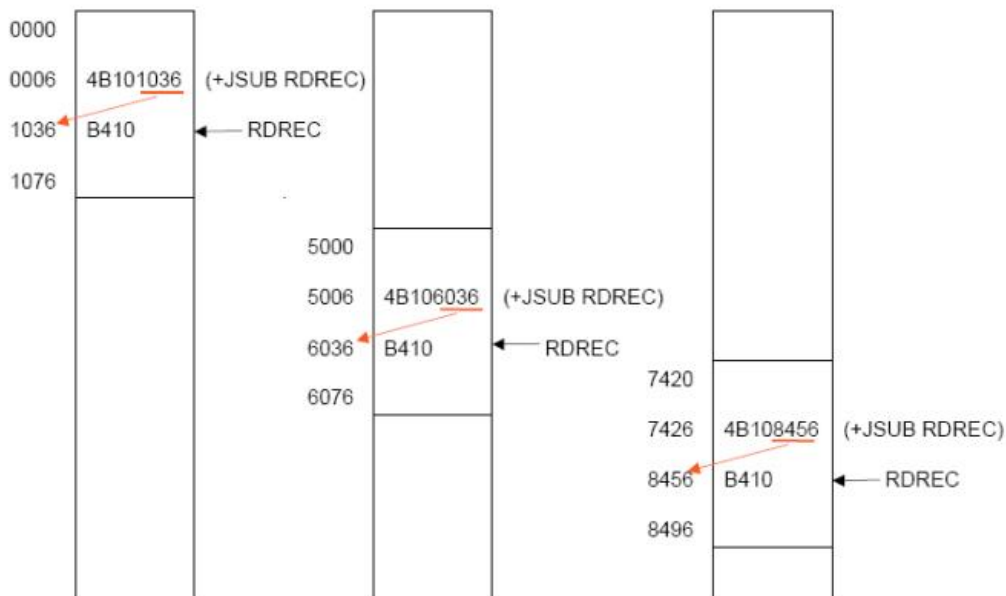 0000
0006 4B101036 (+JSUB RDREC)
1036 B410 RDREC
1076
5000
5006 4B106036 (+JSUB RDREC)
6036 B410 RDREC
6076
7420
7426 4B108456 (+JSUB RDREC)
8456 B410 RDREC
8496